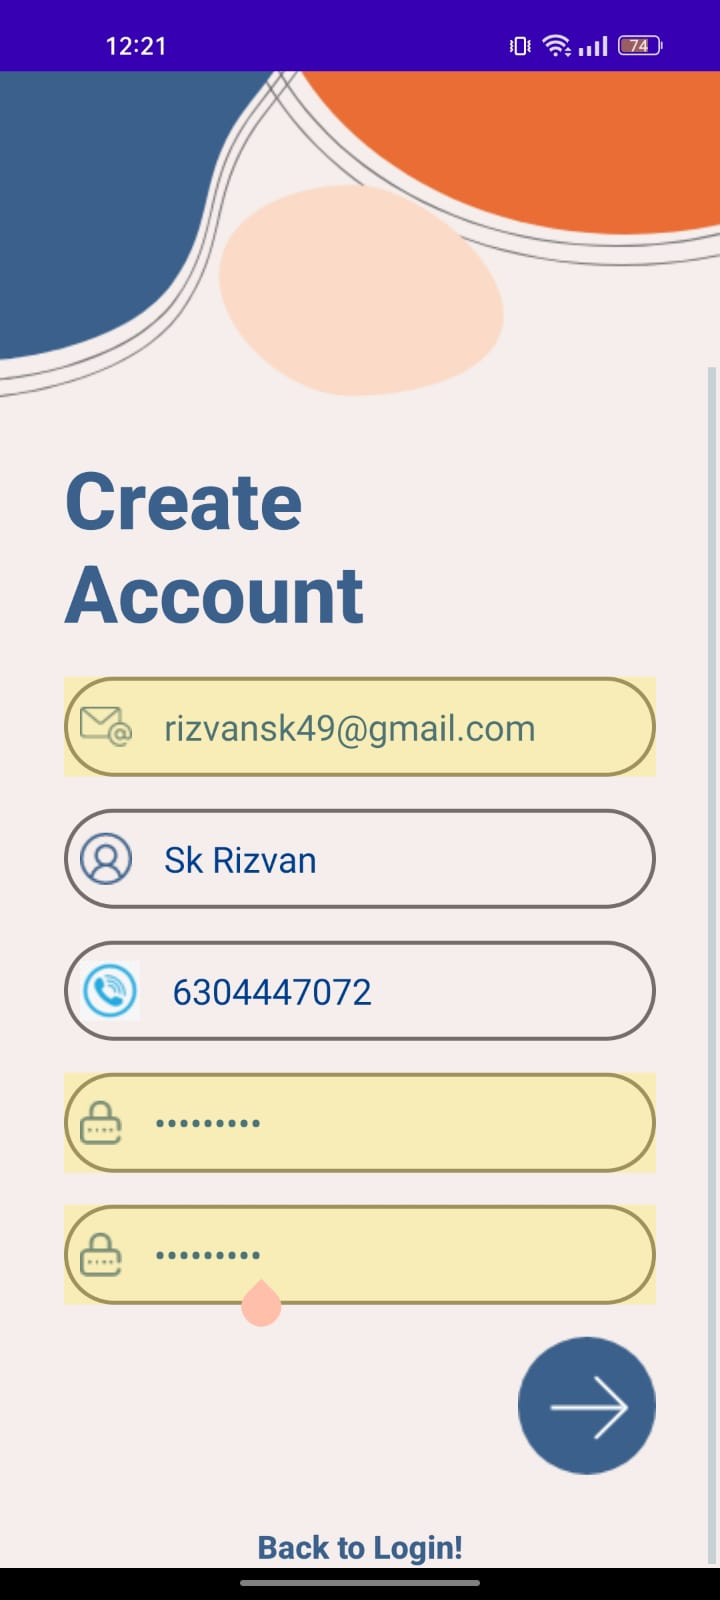 12:21
74
Create
Account
rizvansk49@gmail.com
Sk Rizvan
6304447072
•••••••••
•••••••••
Back to Login!